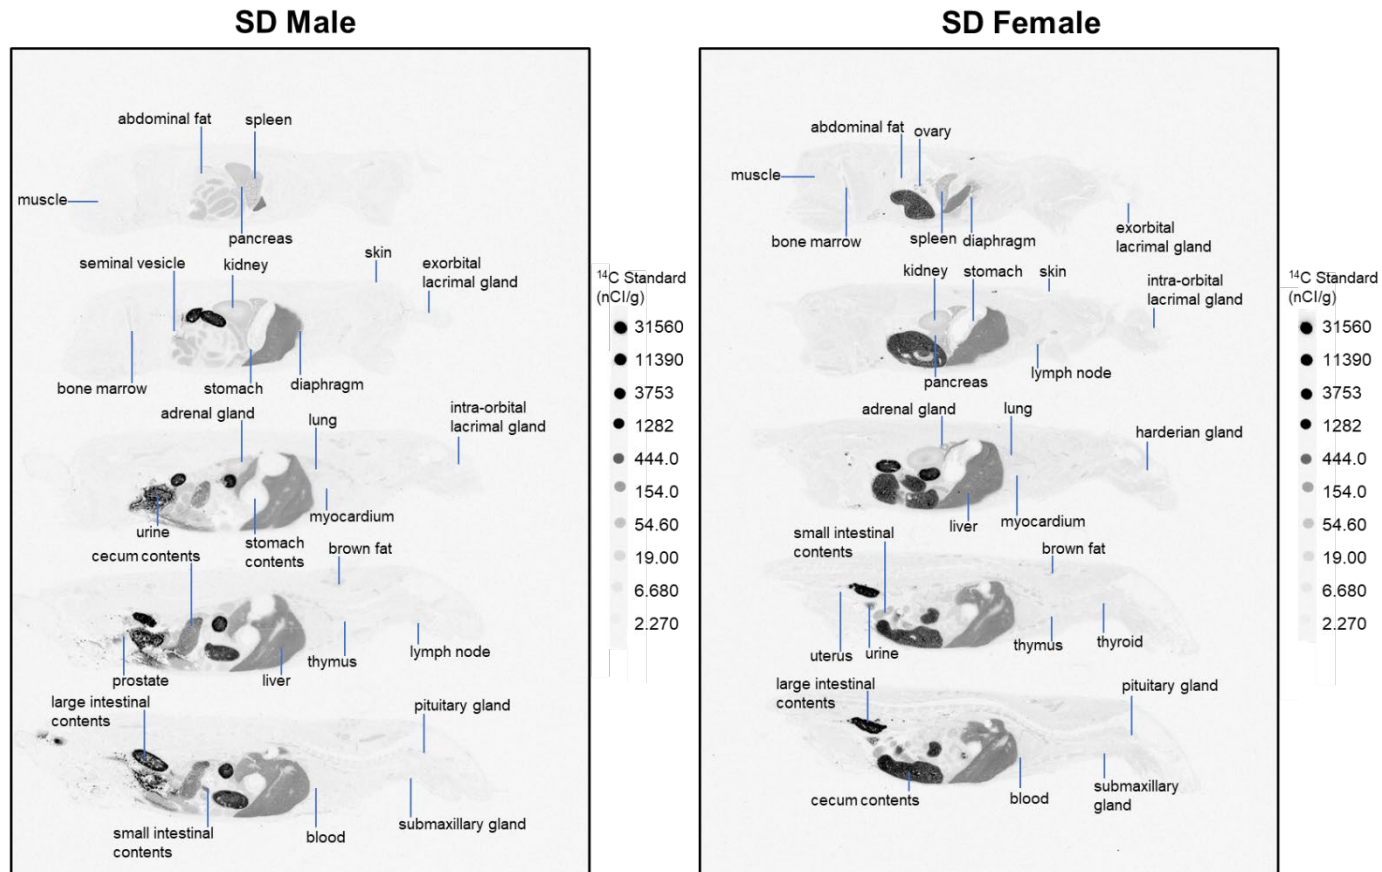 SD Male
abdominal fat
spleen
muscle
pancreas
seminal vesicle
kidney
skin
exorbital
lacrimal gland
bone marrow
stomach
diaphragm
adrenal gland
lung
intra-orbital
lacrimal gland
urine
myocardium
cecum contents
stomach
contents
brown fat
prostate
liver
thymus
lymph node
large intestinal
contents
pituitary gland
small intestinal
contents
blood
submaxillary gland
14C Standard
(nCI/g)
31560
11390
3753
1282
444.0
154.0
54.60
19.00
6.680
2.270
SD Female
abdominal fat
ovary
muscle
bone marrow
spleen
diaphragm
exorbital
lacrimal gland
kidney
stomach
skin
intra-orbital
lacrimal gland
pancreas
lymph node
adrenal gland
lung
harderian gland
liver
myocardium
small intestinal
contents
brown fat
uterus
urine
thymus
thyroid
large intestinal
contents
pituitary gland
cecum contents
blood
submaxillary
gland
14C Standard
(nCI/g)
31560
11390
3753
1282
444.0
154.0
54.60
19.00
6.680
2.270